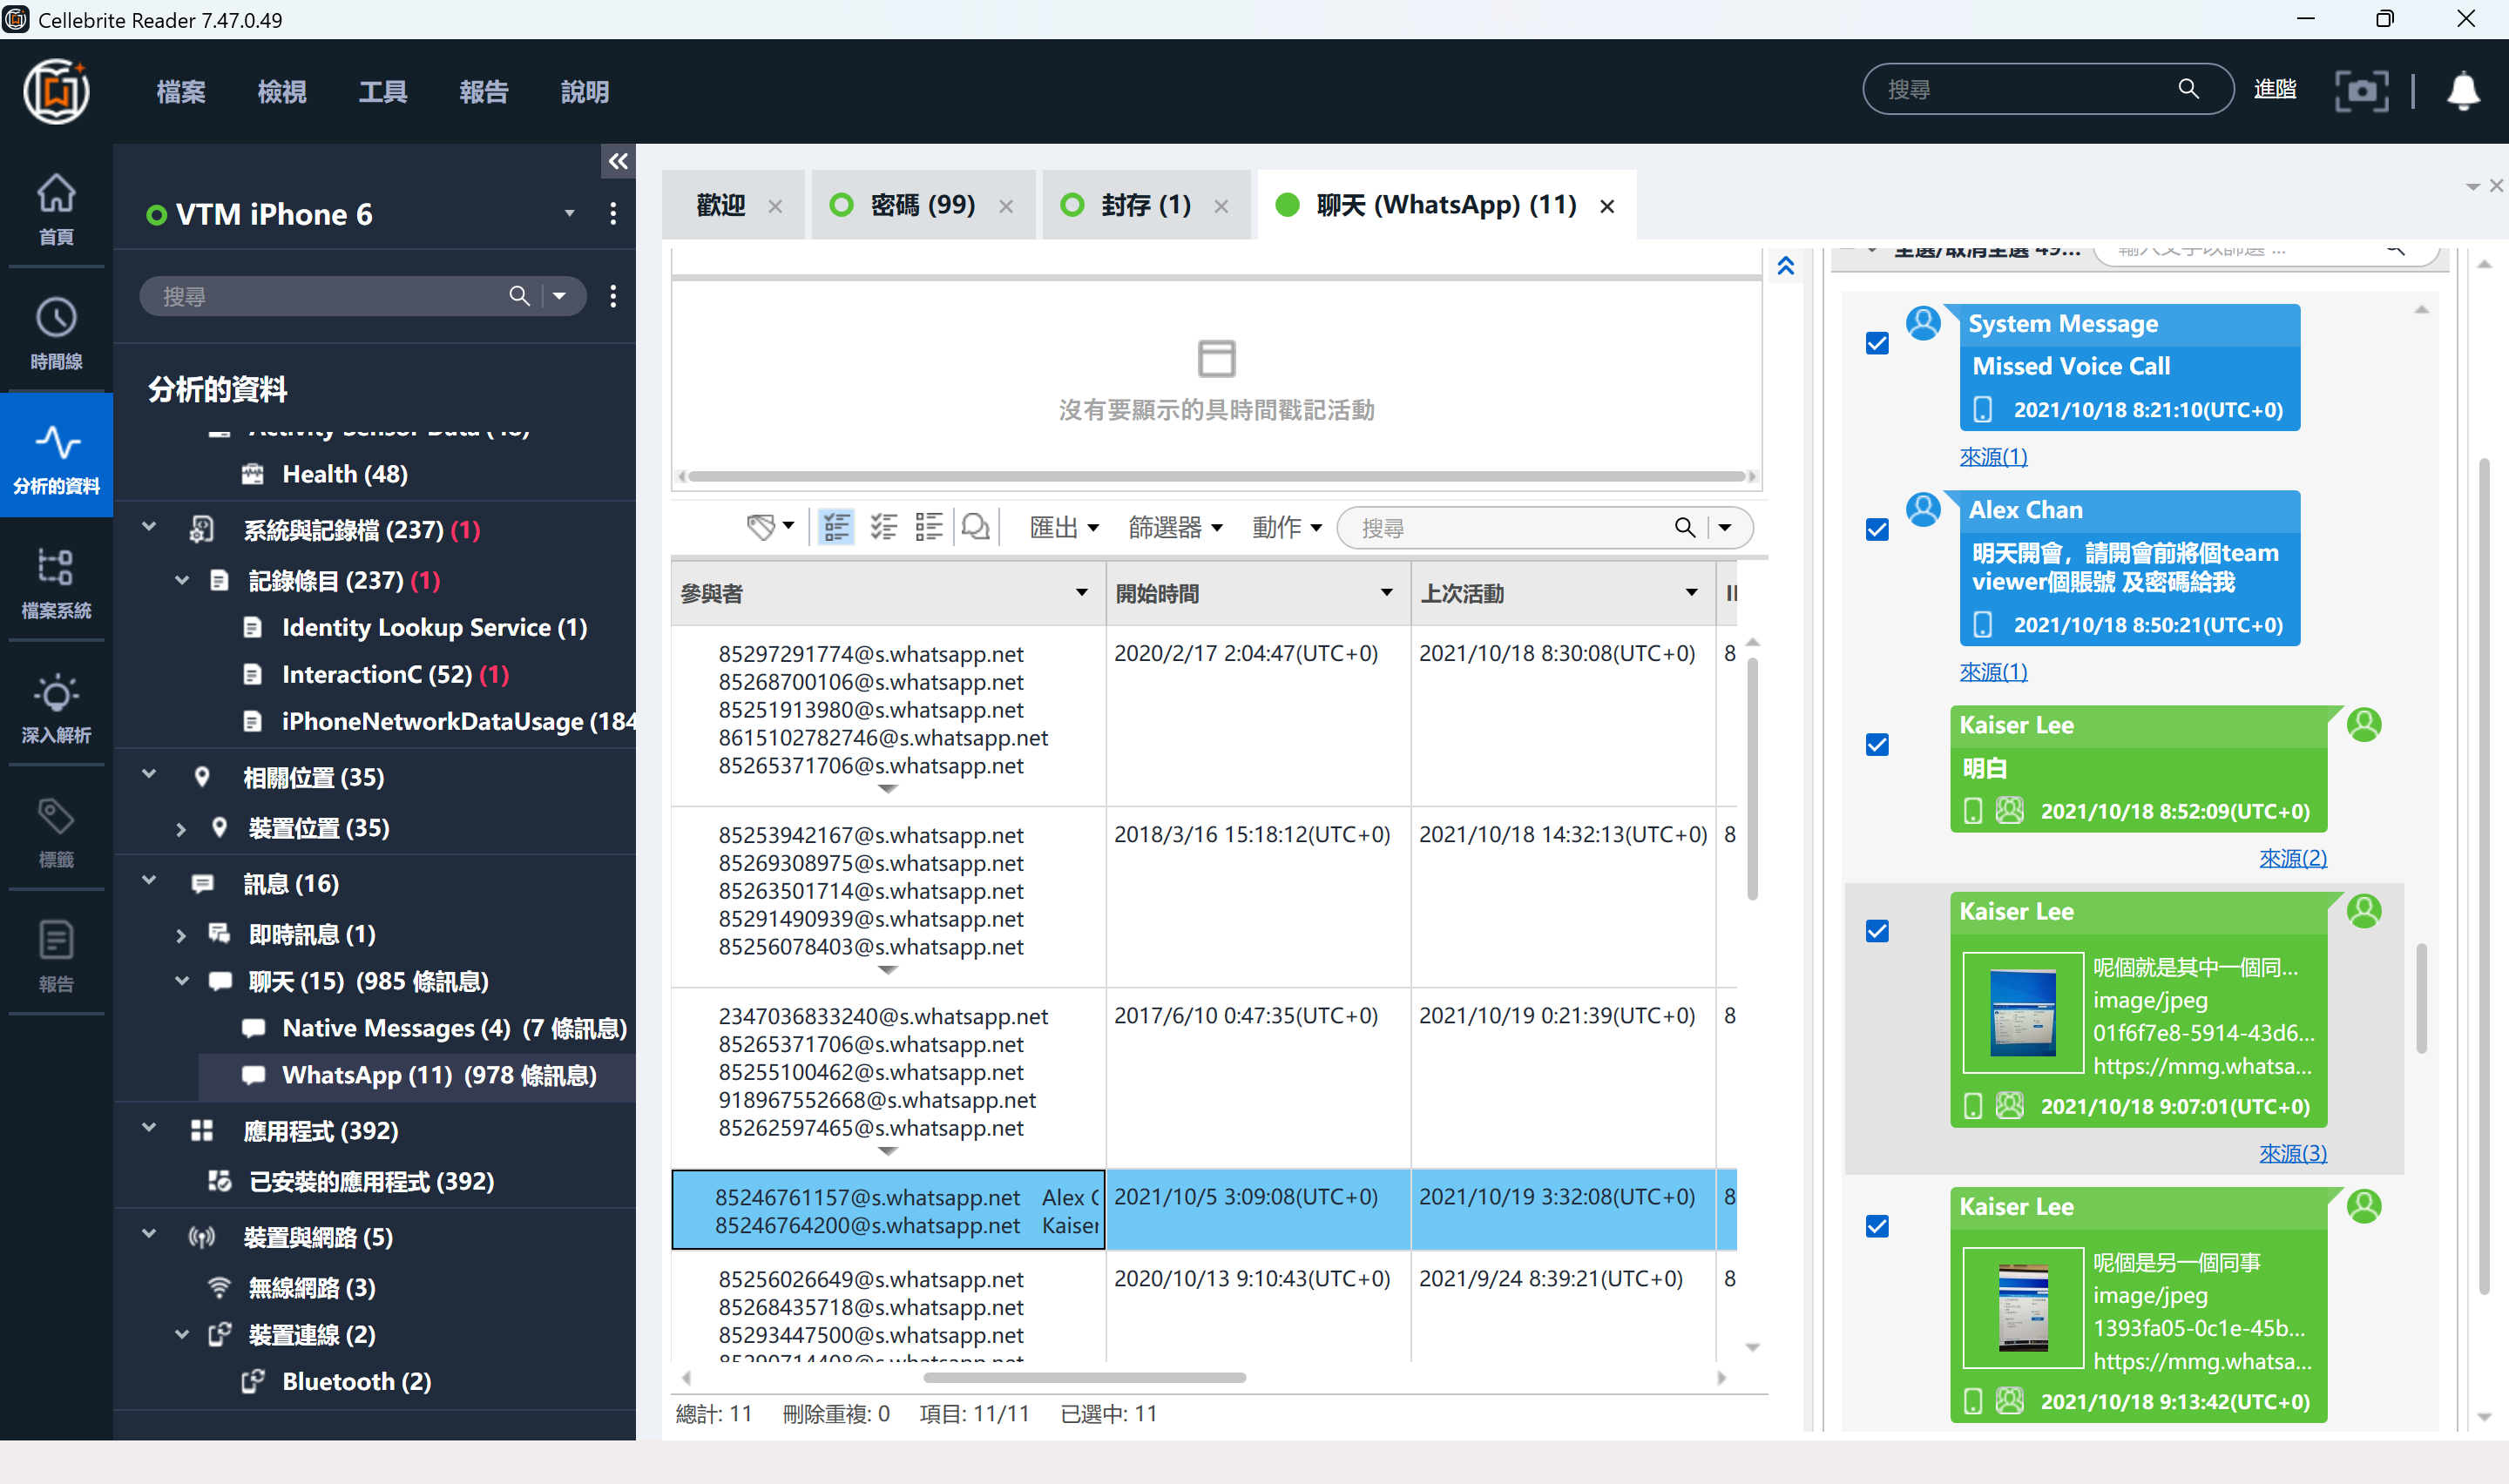 Cellebrite Reader 7.47.0.49
檔案 檢視 工具 報告 說明
搜尋
進階
首頁
時間線
分析的資料
檔案系統
深入解析
標籤
報告
VTM iPhone 6
搜尋
分析的資料
Health (48)
系統與記錄檔 (237) (1)
記錄條目 (237) (1)
Identity Lookup Service (1)
InteractionC (52) (1)
iPhoneNetworkDataUsage (184
相關位置 (35)
裝置位置 (35)
訊息 (16)
即時訊息 (1)
聊天 (15) (985 條訊息)
Native Messages (4) (7 條訊息)
WhatsApp (11) (978 條訊息)
應用程式 (392)
已安裝的應用程式 (392)
裝置與網路 (5)
無線網路 (3)
裝置連線 (2)
Bluetooth (2)
歡迎
密碼 (99)
封存 (1)
聊天 (WhatsApp) (11)
沒有要顯示的具時間戳記活動
匯出 篩選器 動作 搜尋
參與者 開始時間 上次活動
85297291774@s.whatsapp.net 2020/2/17 2:04:47(UTC+0) 2021/10/18 8:30:08(UTC+0) 8
85268700106@s.whatsapp.net
85251913980@s.whatsapp.net
8615102782746@s.whatsapp.net
85265371706@s.whatsapp.net
85253942167@s.whatsapp.net 2018/3/16 15:18:12(UTC+0) 2021/10/18 14:32:13(UTC+0) 8
85269308975@s.whatsapp.net
85263501714@s.whatsapp.net
85291490939@s.whatsapp.net
85256078403@s.whatsapp.net
2347036833240@s.whatsapp.net 2017/6/10 0:47:35(UTC+0) 2021/10/19 0:21:39(UTC+0) 8
85265371706@s.whatsapp.net
85255100462@s.whatsapp.net
918967552668@s.whatsapp.net
85262597465@s.whatsapp.net
85246761157@s.whatsapp.net Alex 2021/10/5 3:09:08(UTC+0) 2021/10/19 3:32:08(UTC+0) 8
85246764200@s.whatsapp.net Kaiser
85256026649@s.whatsapp.net 2020/10/13 9:10:43(UTC+0) 2021/9/24 8:39:21(UTC+0) 8
85268435718@s.whatsapp.net
85293447500@s.whatsapp.net
總計: 11 刪除重複: 0 項目: 11/11 已選中: 11
System Message
Missed Voice Call
2021/10/18 8:21:10(UTC+0)
來源(1)
Alex Chan
明天開會，請開會前將個team
viewer個賬號 及密碼給我
2021/10/18 8:50:21(UTC+0)
來源(1)
Kaiser Lee
明白
2021/10/18 8:52:09(UTC+0)
來源(2)
Kaiser Lee
呢個就是其中一個同...
image/jpeg
01f6f7e8-5914-43d6...
https://mmg.whatsa...
2021/10/18 9:07:01(UTC+0)
來源(3)
Kaiser Lee
呢個是另一個同事
image/jpeg
1393fa05-0c1e-45b...
https://mmg.whatsa...
2021/10/18 9:13:42(UTC+0)